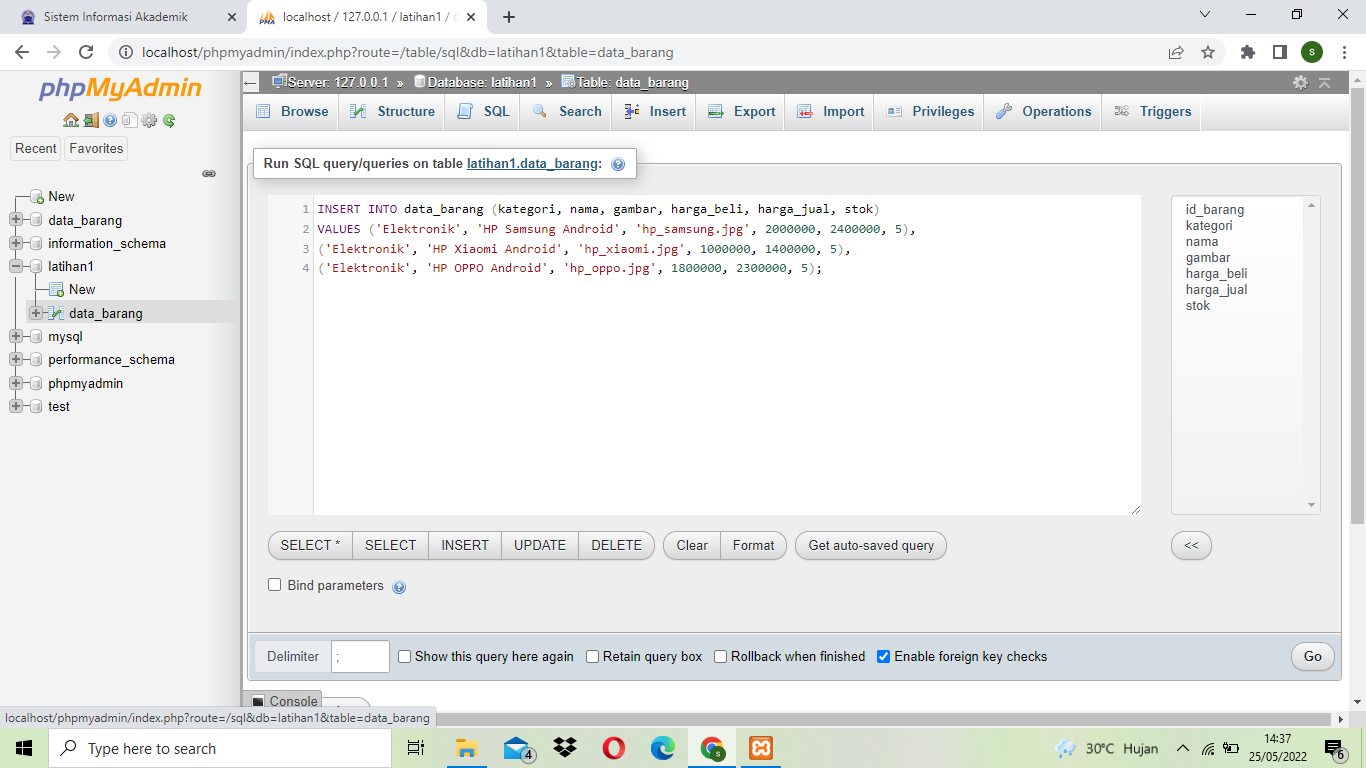 Sistem Informasi Akademik
localhost / 127.0.0.1 / latihan1 /
localhost/phpmyadmin/index.php?route=/table/sql&db=latihan1&table=data_barang
phpMyAdmin
Recent Favorites
New
data_barang
information_schema
latihan1
New
data_barang
mysql
performance_schema
phpmyadmin
test
Server: 127.0.0.1 » Database: latihan1 » Table: data_barang
Browse Structure SQL Search Insert Export Import Privileges Operations Triggers
Run SQL query/queries on table latihan1.data_barang:
1 INSERT INTO data_barang (kategori, nama, gambar, harga_beli, harga_jual, stok)
2 VALUES ('Elektronik', 'HP Samsung Android', 'hp_samsung.jpg', 2000000, 2400000, 5),
3 ('Elektronik', 'HP Xiaomi Android', 'hp_xiaomi.jpg', 1000000, 1400000, 5),
4 ('Elektronik', 'HP OPPO Android', 'hp_oppo.jpg', 1800000, 2300000, 5);
id_barang
kategori
nama
gambar
harga_beli
harga_jual
stok
SELECT * SELECT INSERT UPDATE DELETE Clear Format Get auto-saved query <<
Bind parameters
Delimiter ; Show this query here again Retain query box Rollback when finished Enable foreign key checks Go
Console
localhost/phpmyadmin/index.php?route=/sql&db=latihan1&table=data_barang
Type here to search
4
S
30°C Hujan
14:37
25/05/2022
6